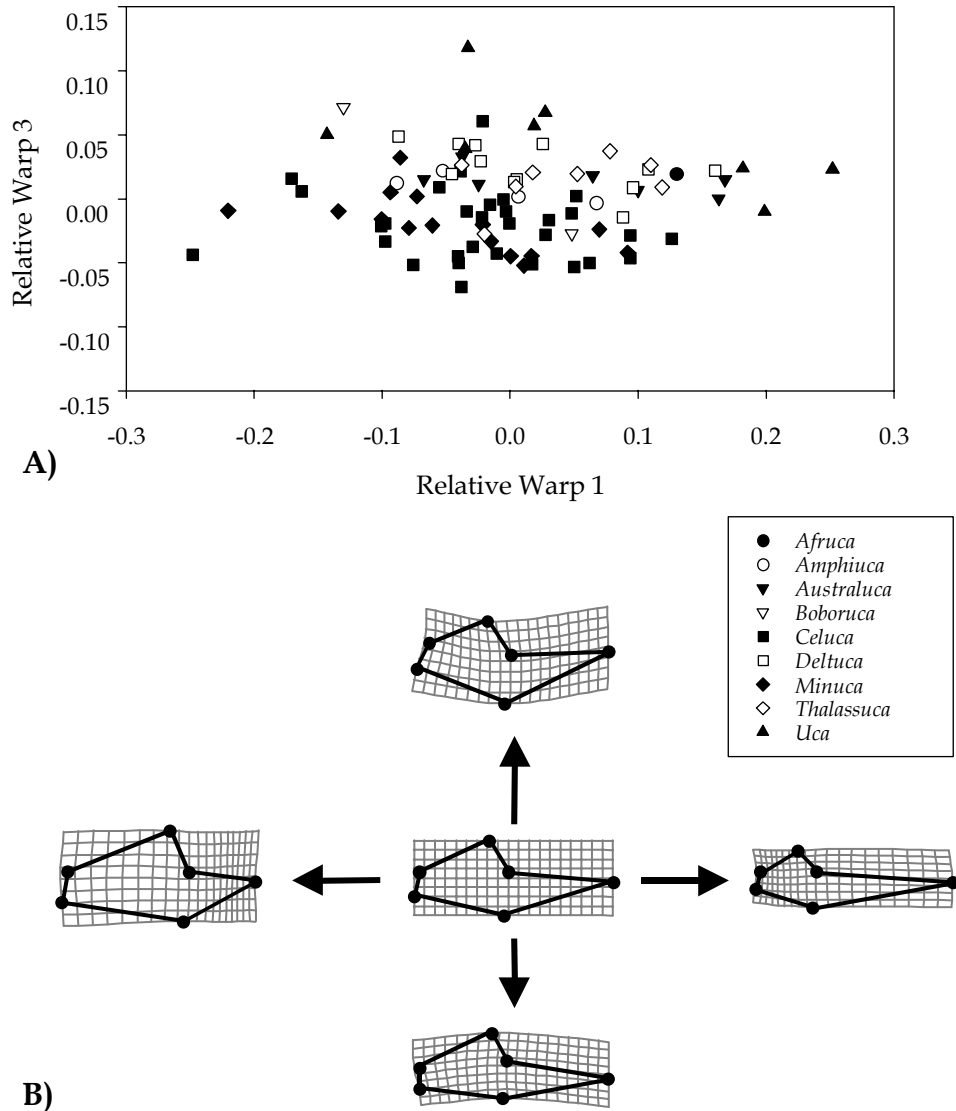 0.15
0.10
0.05
0.00
-0.05
-0.10
-0.15
Relative Warp 3
-0.3 -0.2 -0.1 0.0 0.1 0.2 0.3
A)
Relative Warp 1
Afruca
Amphiuca
Australuca
Boboruca
Celuca
Deltuca
Minuca
Thalassuca
Uca
B)